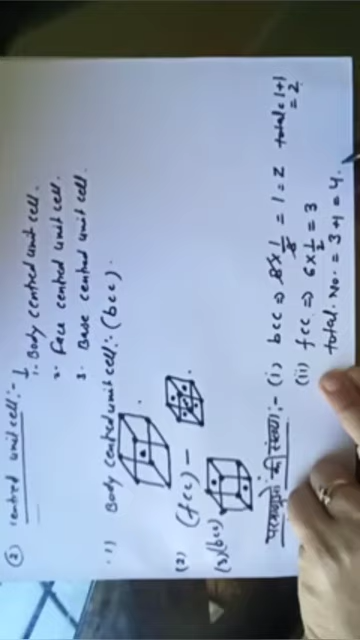 (2) centred unit cell:-
1. Body centred unit cell.
2. Face centred unit cell.
3. Base centred unit cell.
(1) Body centred unit cell:- (bcc).
(2) (fcc) -
(3) (bcc)
परमाणुओं की संख्या:- (i) bcc ⇒ 8 x 1/8 = 1 = 2 total = 1+1 = 2
(ii) fcc ⇒ 6 x 1/2 = 3
total. No. = 3 + 1 = 4.